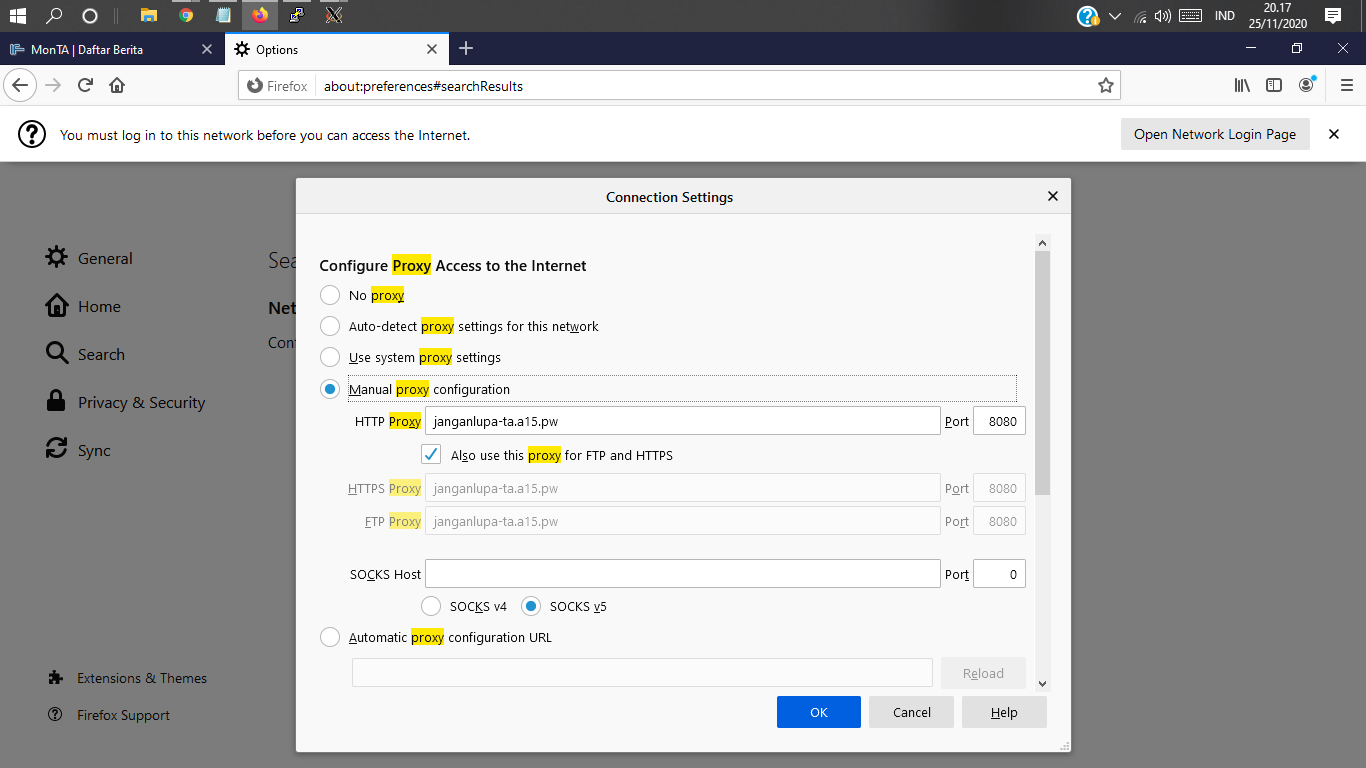 IND
20.17
25/11/2020
MonTA | Daftar Berita
Options
Firefox
about:preferences#searchResults
You must log in to this network before you can access the Internet.
Open Network Login Page
Connection Settings
General
Home
Search
Privacy & Security
Sync
Extensions & Themes
Firefox Support
Sea
Net
Con
Configure Proxy Access to the Internet
No proxy
Auto-detect proxy settings for this network
Use system proxy settings
Manual proxy configuration
HTTP Proxy janganlupa-ta.a15.pw Port 8080
Also use this proxy for FTP and HTTPS
HTTPS Proxy janganlupa-ta.a15.pw Port 8080
FTP Proxy janganlupa-ta.a15.pw Port 8080
SOCKS Host Port 0
SOCKS v4 SOCKS v5
Automatic proxy configuration URL
Reload
OK Cancel Help